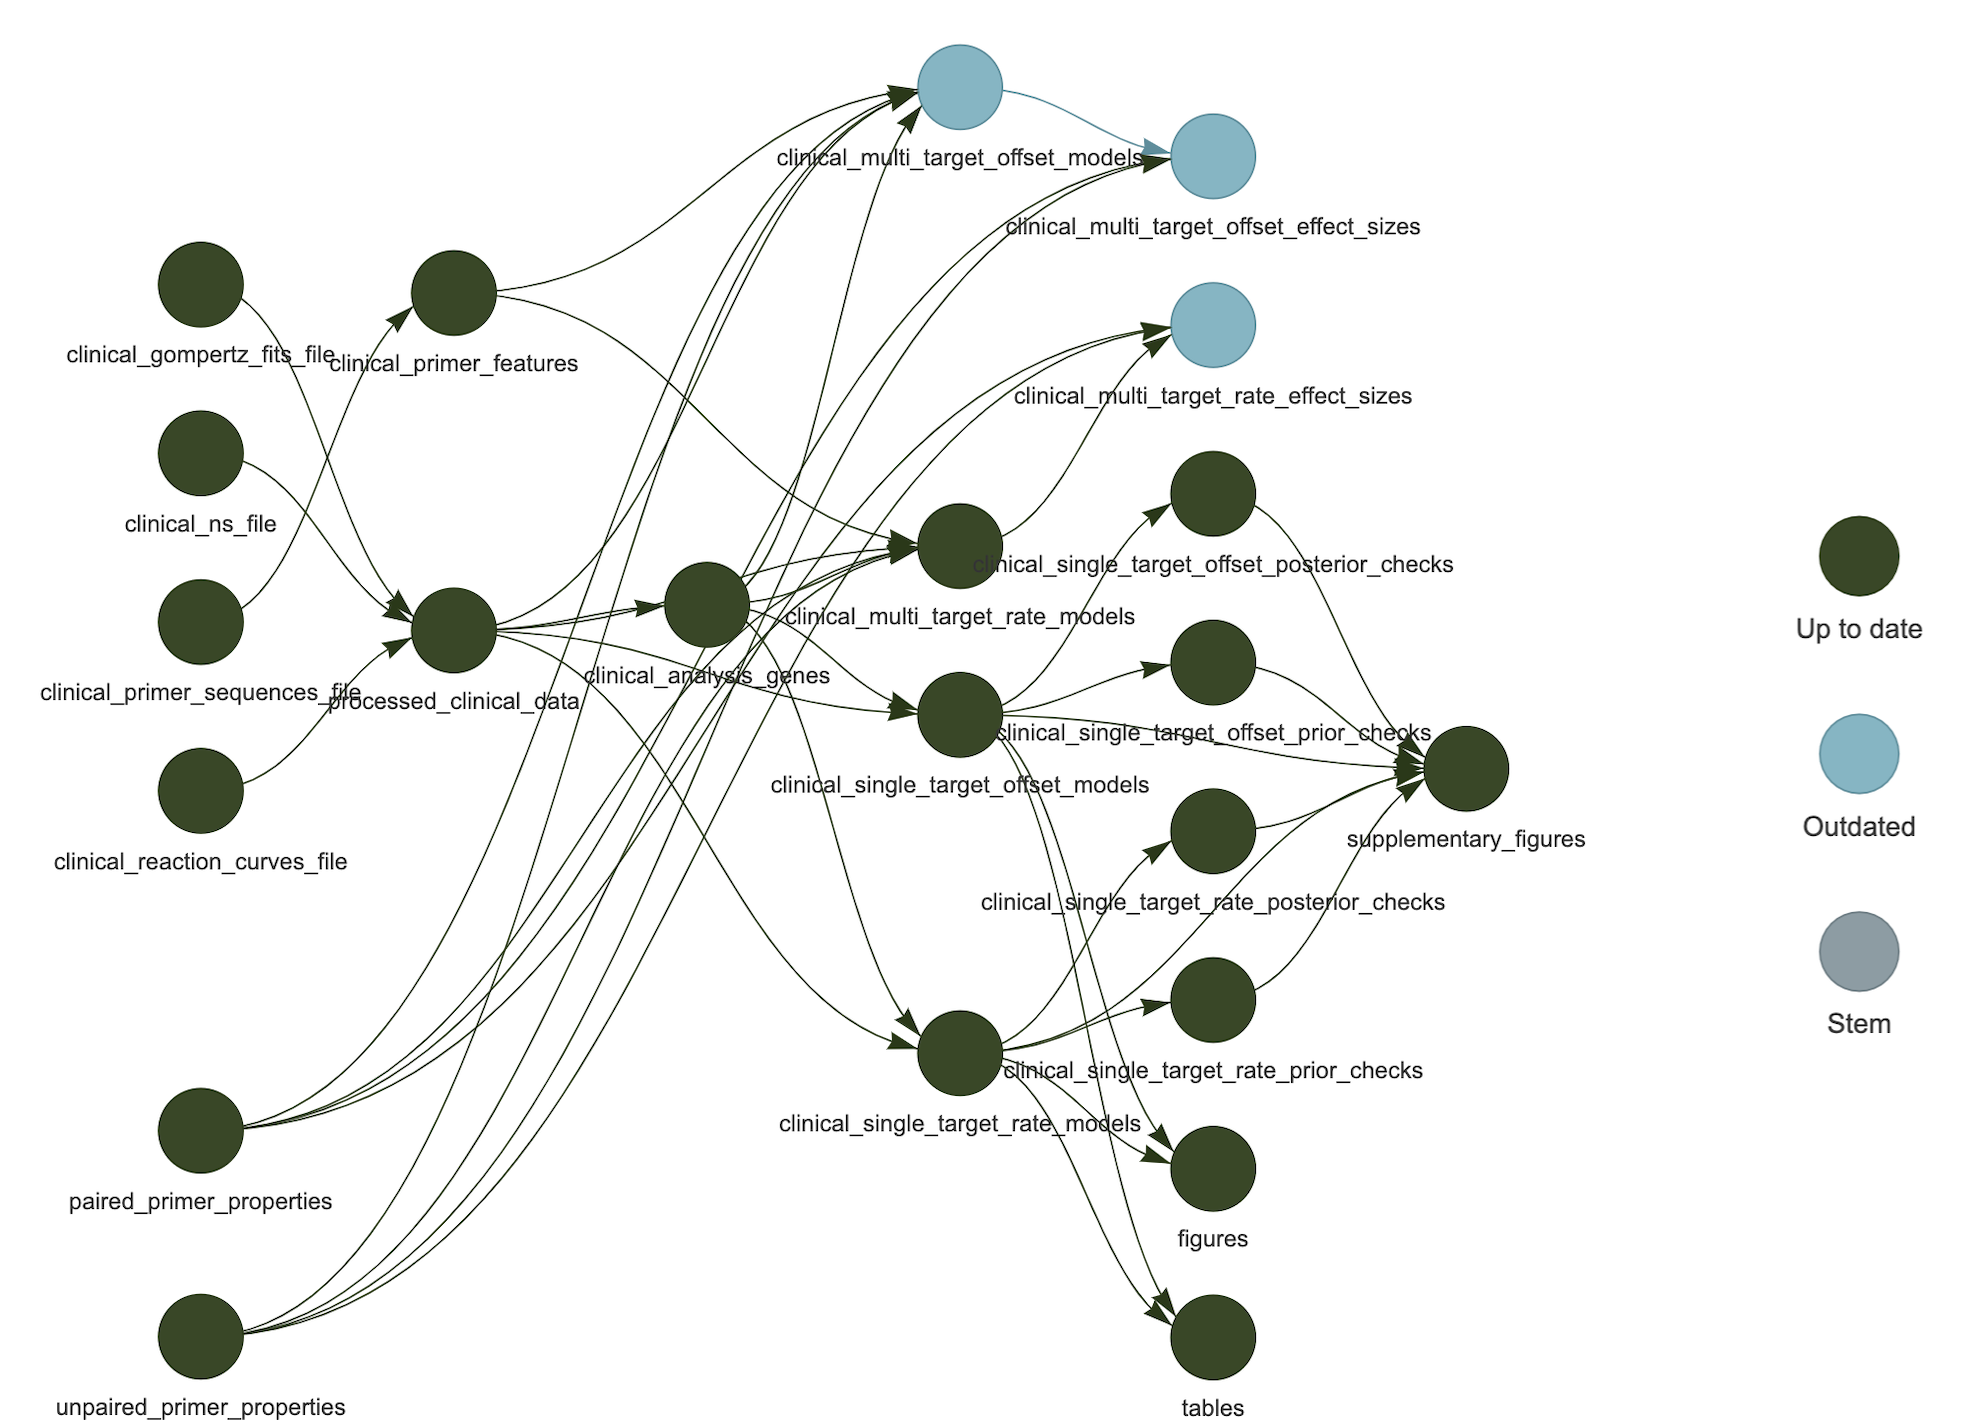 clinical_multi_target_offset_models
clinical_multi_target_offset_effect_sizes
clinical_gompertz_fits_file
clinical_primer_features
clinical_multi_target_rate_effect_sizes
clinical_ns_file
clinical_single_target_offset_posterior_checks
clinical_multi_target_rate_models
Up to date
clinical_analysis_genes
clinical_primer_sequences_file
processed_clinical_data
clinical_single_target_offset_prior_checks
clinical_single_target_offset_models
Outdated
supplementary_figures
clinical_reaction_curves_file
clinical_single_target_rate_posterior_checks
Stem
clinical_single_target_rate_prior_checks
clinical_single_target_rate_models
paired_primer_properties
figures
unpaired_primer_properties
tables